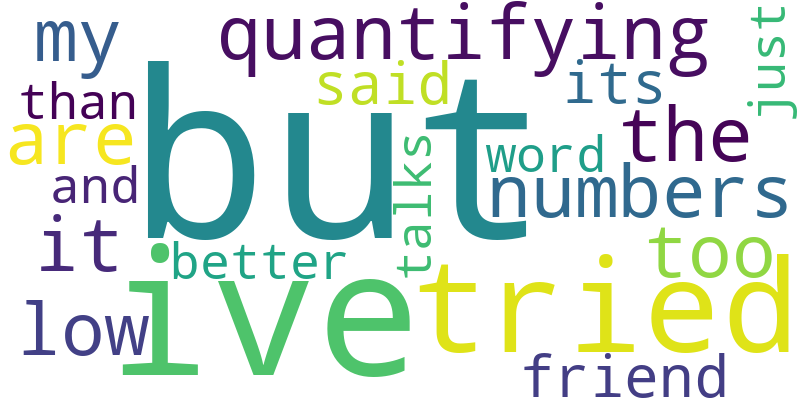 my
quantifying
just
said
its
than
but
are
the
talks
word
and
numbers
it
better
too
ive
tried
low
friend